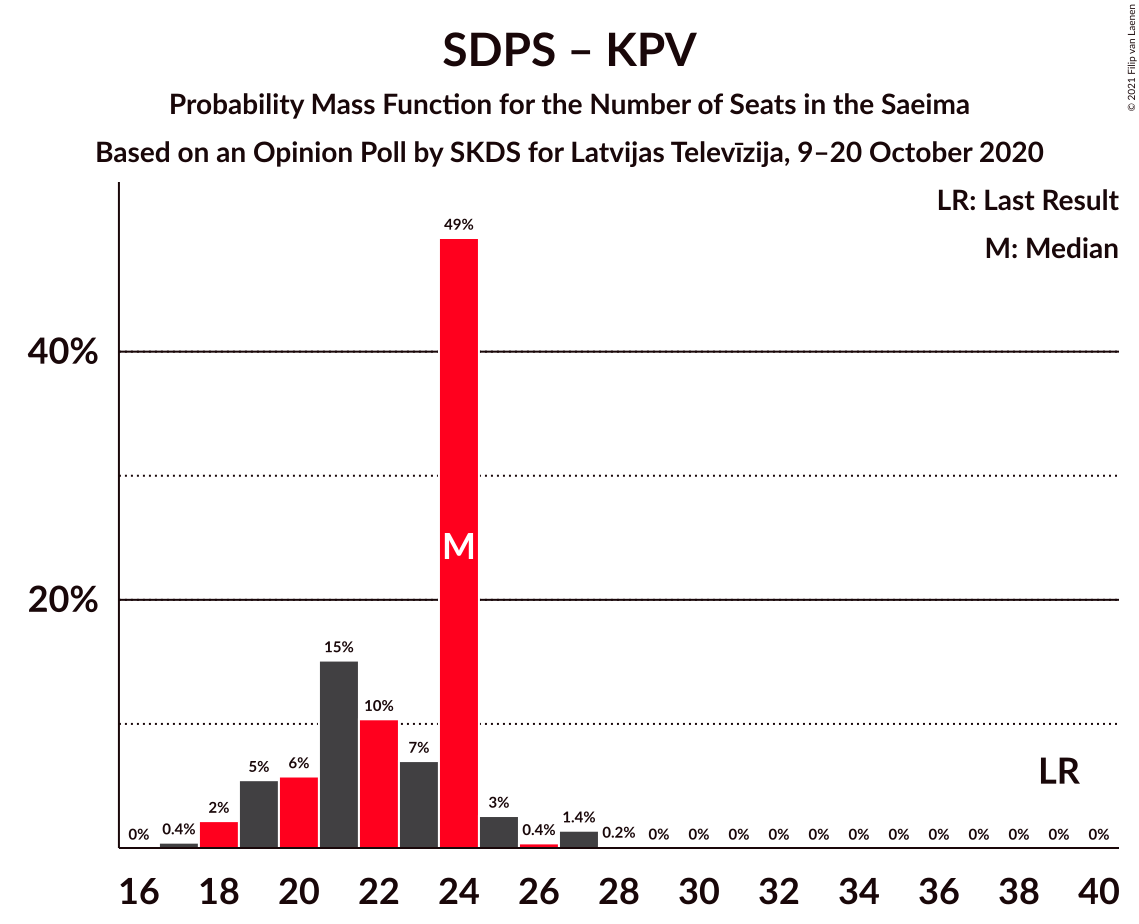 SDPS – KPV
Probability Mass Function for the Number of Seats in the Saeima
Based on an Opinion Poll by SKDS for Latvijas Televīzija, 9–20 October 2020
© 2021 Filip van Laenen
LR: Last Result
M: Median
49%
40%
M
20%
15%
10%
7%
6%
5%
LR
3%
2%
1.4%
0% 0.4% 0.4% 0.2% 0% 0% 0% 0% 0% 0% 0% 0% 0% 0% 0% 0%
16 18 20 22 24 26 28 30 32 34 36 38 40